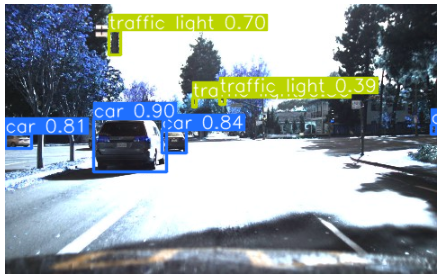 traffic light 0.70
traffic light 0.39
car 0.90
car 0.81
car 0.84